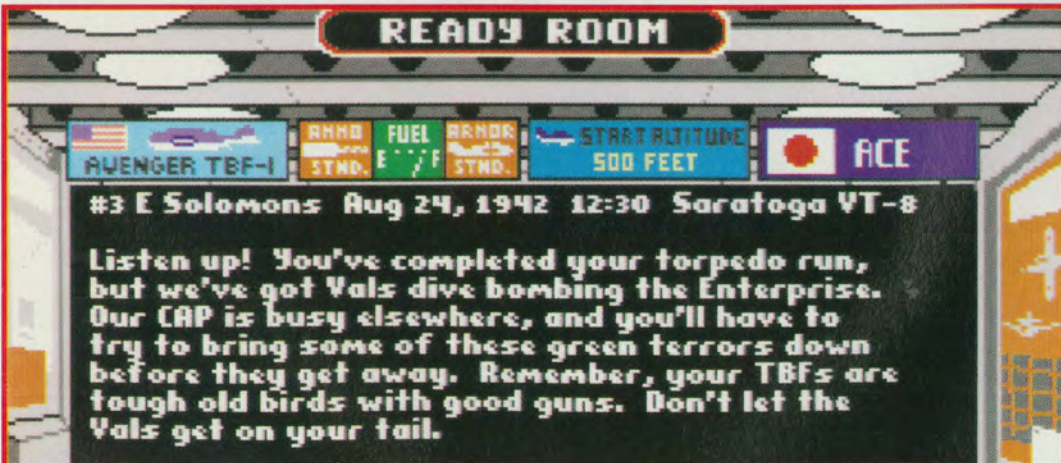 READY ROOM
AVENGER TBF-1
AMMO STND.
FUEL E F
ARMOR STND.
START ALTITUDE
500 FEET
ACE
#3 E Solomons Aug 24, 1942 12:30 Saratoga VT-8
Listen up! You've completed your torpedo run,
but we've got Vals dive bombing the Enterprise.
Our CAP is busy elsewhere, and you'll have to
try to bring some of these green terrors down
before they get away. Remember, your TBFs are
tough old birds with good guns. Don't let the
Vals get on your tail.